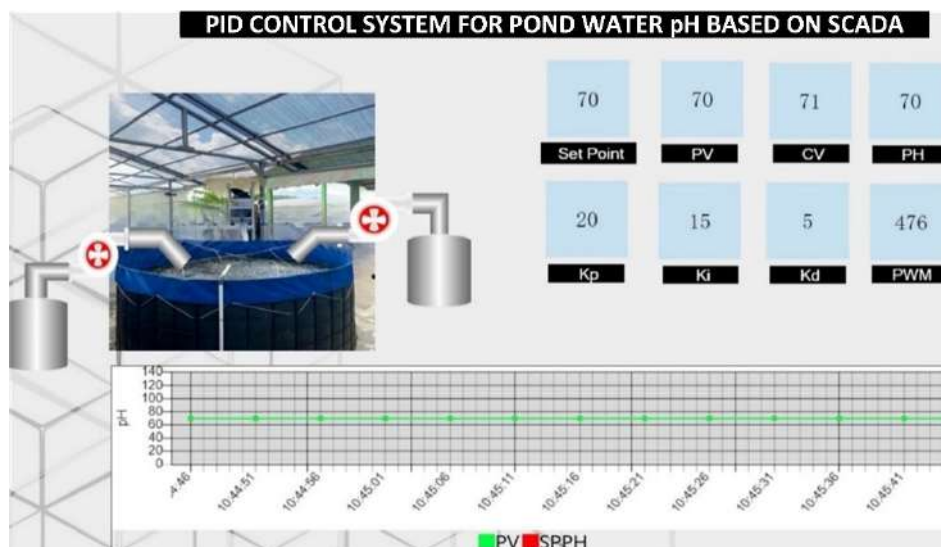 PID CONTROL SYSTEM FOR POND WATER pH BASED ON SCADA
70 70 71 70
Set Point PV CV PH
20 15 5 476
Kp Ki Kd PWM
140
120
100
80
60
40
20
0
pH
4:46 10:44:51 10:44:56 10:45:01 10:45:06 10:45:11 10:45:16 10:45:21 10:45:26 10:45:31 10:45:36 10:45:41
PV SPPH